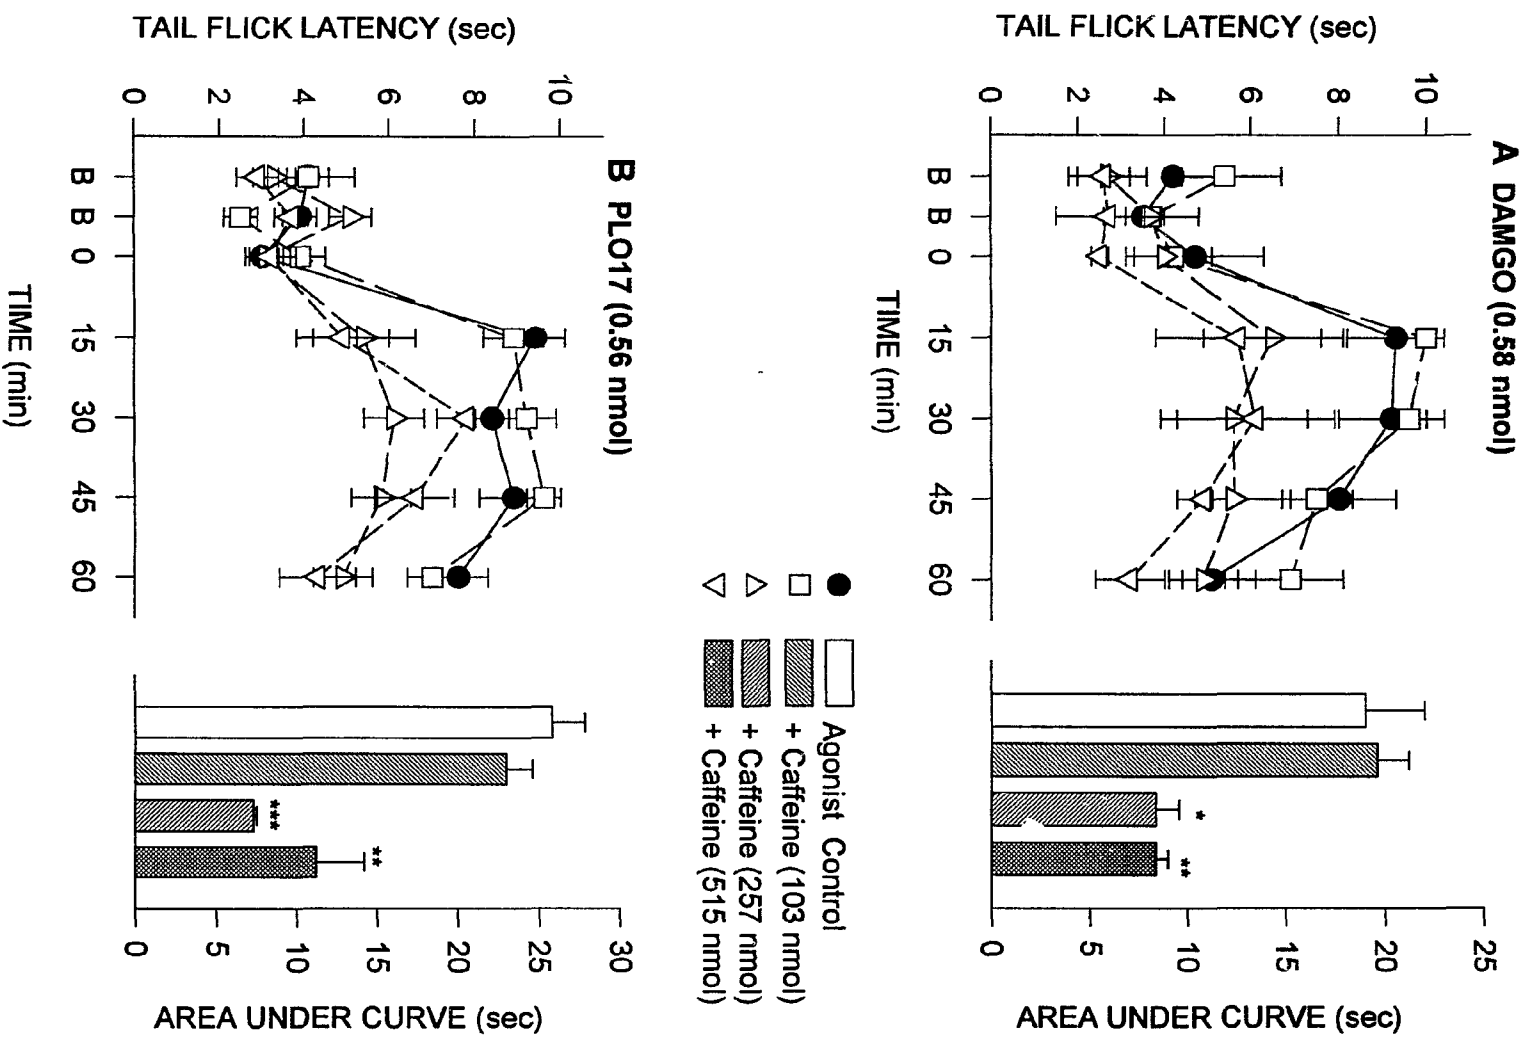 A DAMGO (0.58 nmol)
TAIL FLICK LATENCY (sec)
10
8
6
4
2
0
B
B
0
15
30
45
60
TIME (min)
*
**
25
20
15
10
5
0
AREA UNDER CURVE (sec)
Agonist Control
+ Caffeine (103 nmol)
+ Caffeine (257 nmol)
+ Caffeine (515 nmol)
B PLO17 (0.56 nmol)
TAIL FLICK LATENCY (sec)
10
8
6
4
2
0
B
B
0
15
30
45
60
TIME (min)
***
**
30
25
20
15
10
5
0
AREA UNDER CURVE (sec)